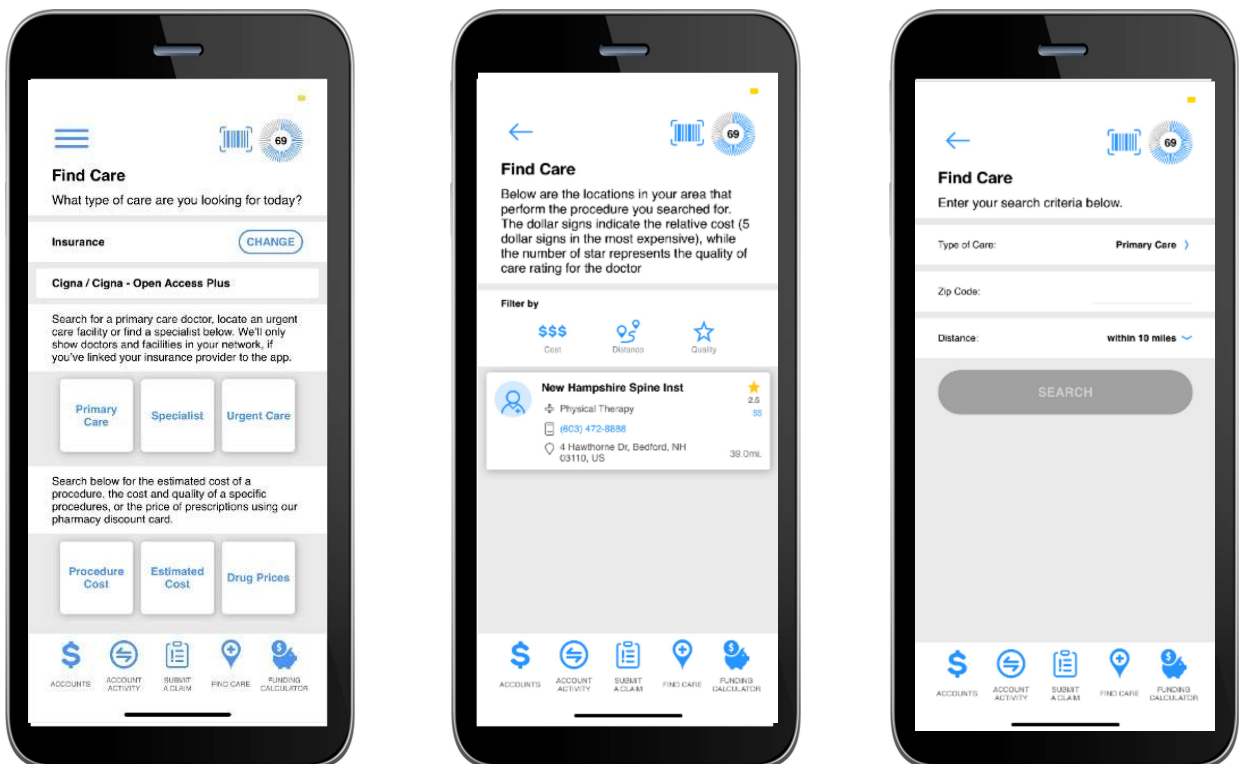 69
Find Care
What type of care are you looking for today?
Insurance
CHANGE
Cigna / Cigna - Open Access Plus
Search for a primary care doctor, locate an urgent
care facility or find a specialist below. We'll only
show doctors and facilities in your network, if
you've linked your insurance provider to the app.
Primary
Care
Specialist
Urgent Care
Search below for the estimated cost of a
procedure, the cost and quality of a specific
procedures, or the price of prescriptions using our
pharmacy discount card.
Procedure
Cost
Estimated
Cost
Drug Prices
ACCOUNTS
ACCOUNT
ACTIVITY
SUBMIT
A CLAIM
FIND CARE
FUNDING
CALCULATOR
69
Find Care
Below are the locations in your area that
perform the procedure you searched for.
The dollar signs indicate the relative cost (5
dollar signs in the most expensive), while
the number of star represents the quality of
care rating for the doctor
Filter by
$$$
Cost
Distance
Quality
New Hampshire Spine Inst
2.5
$$
Physical Therapy
(603) 472-8888
4 Hawthorne Dr, Bedford, NH
03110, US
39.0mi.
ACCOUNTS
ACCOUNT
ACTIVITY
SUBMIT
A CLAIM
FIND CARE
FUNDING
CALCULATOR
69
Find Care
Enter your search criteria below.
Type of Care:
Primary Care
Zip Code:
Distance:
within 10 miles
SEARCH
ACCOUNTS
ACCOUNT
ACTIVITY
SUBMIT
A CLAIM
FIND CARE
FUNDING
CALCULATOR